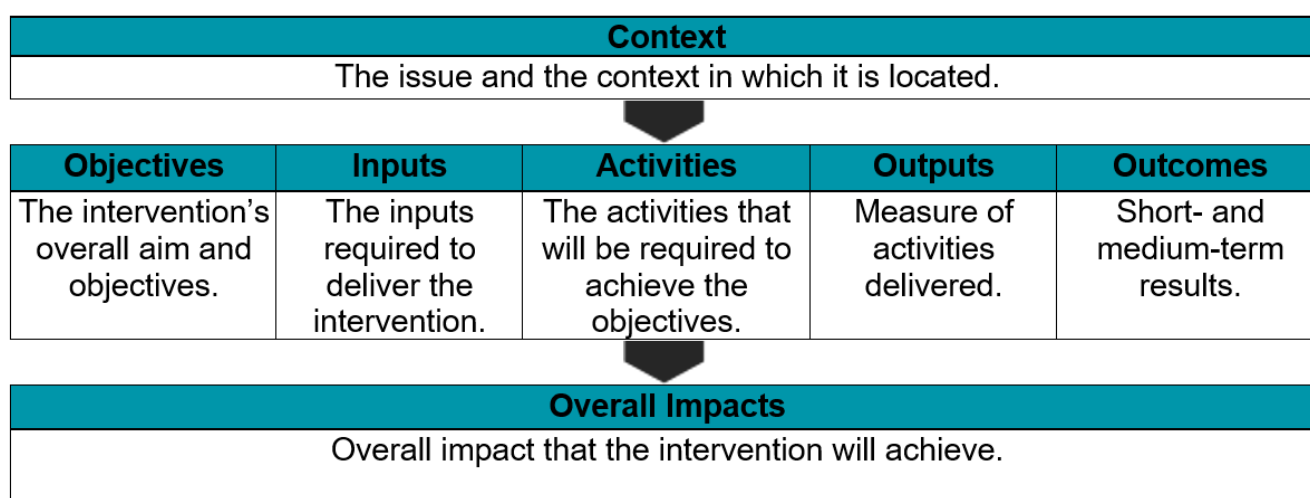 Context
The issue and the context in which it is located.
Objectives
Inputs
Activities
Outputs
Outcomes
The intervention’s
overall aim and
objectives.
The inputs
required to
deliver the
intervention.
The activities that
will be required to
achieve the
objectives.
Measure of
activities
delivered.
Short- and
medium-term
results.
Overall Impacts
Overall impact that the intervention will achieve.